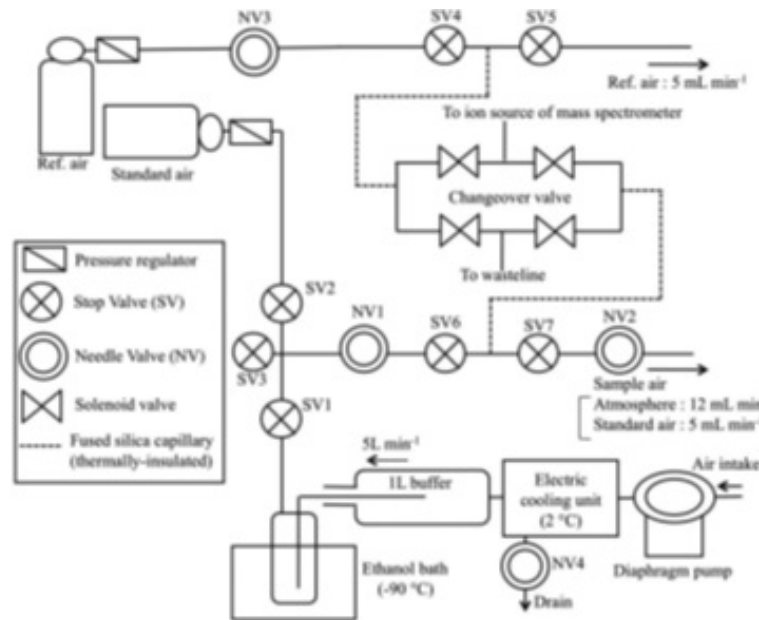 NV3
SV4
SV5
Ref. air : 5 mL min⁻¹
To ion source of mass spectrometer
Ref. air
Standard air
Changeover valve
To wasteline
Pressure regulator
Stop Valve (SV)
Needle Valve (NV)
Solenoid valve
Fused silica capillary
(thermally-insulated)
SV2
NV1
SV6
SV7
NV2
SV3
SV1
Sample air
Atmosphere : 12 mL min
Standard air : 5 mL min⁻
5L min⁻¹
Air intake
1L buffer
Electric
cooling unit
(2 °C)
Ethanol bath
(-90 °C)
NV4
Diaphragm pump
Drain